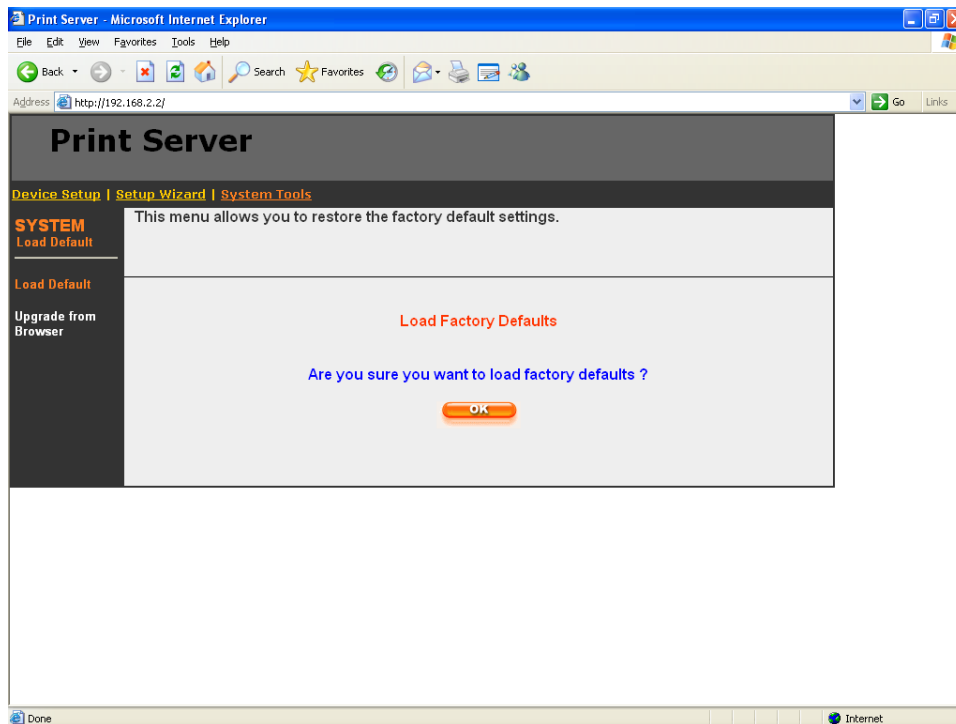 Print Server - Microsoft Internet Explorer
File Edit View Favorites Tools Help
Back Search Favorites
Address http://192.168.2.2/ Go Links
Print Server
Device Setup | Setup Wizard | System Tools
SYSTEM
Load Default
Load Default
Upgrade from
Browser
This menu allows you to restore the factory default settings.
Load Factory Defaults
Are you sure you want to load factory defaults ?
OK
Done Internet